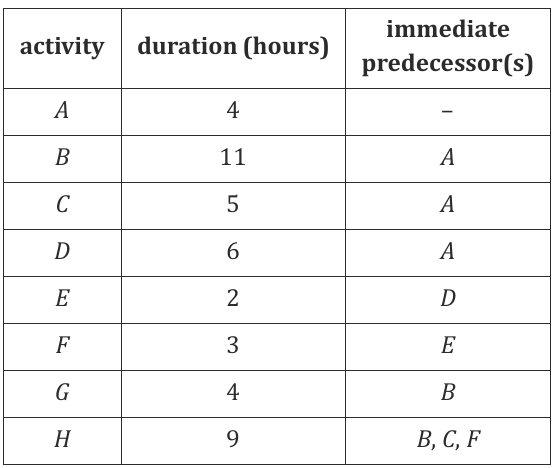 activity duration (hours) immediate predecessor(s)
A 4 –
B 11 A
C 5 A
D 6 A
E 2 D
F 3 E
G 4 B
H 9 B, C, F